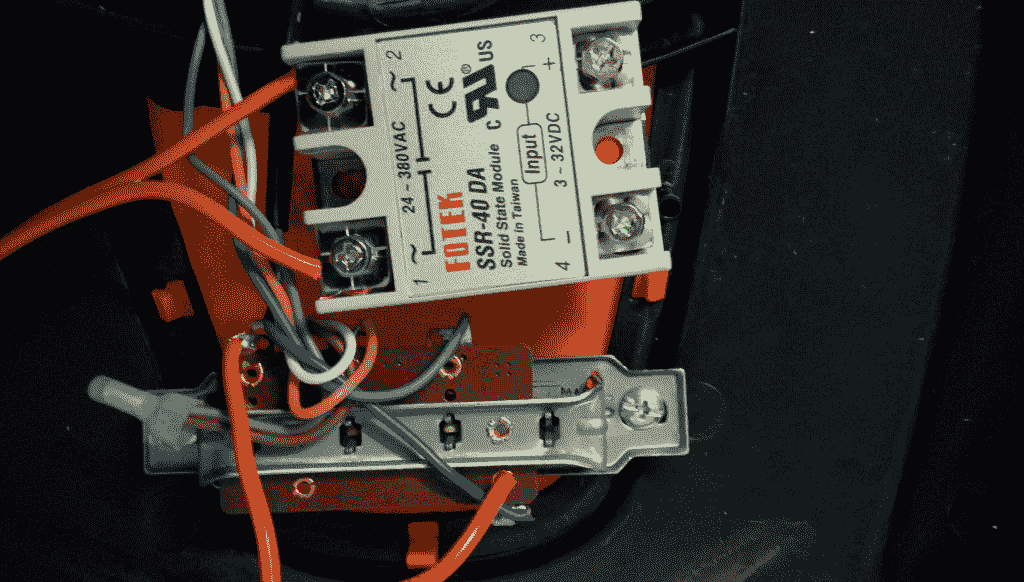 2
~
24 - 380VAC
~
1
FOTEK
SSR-40 DA
Solid State Module
Made in Taiwan
CE
c RU® US
3
+
Input
3 - 32VDC
-
4